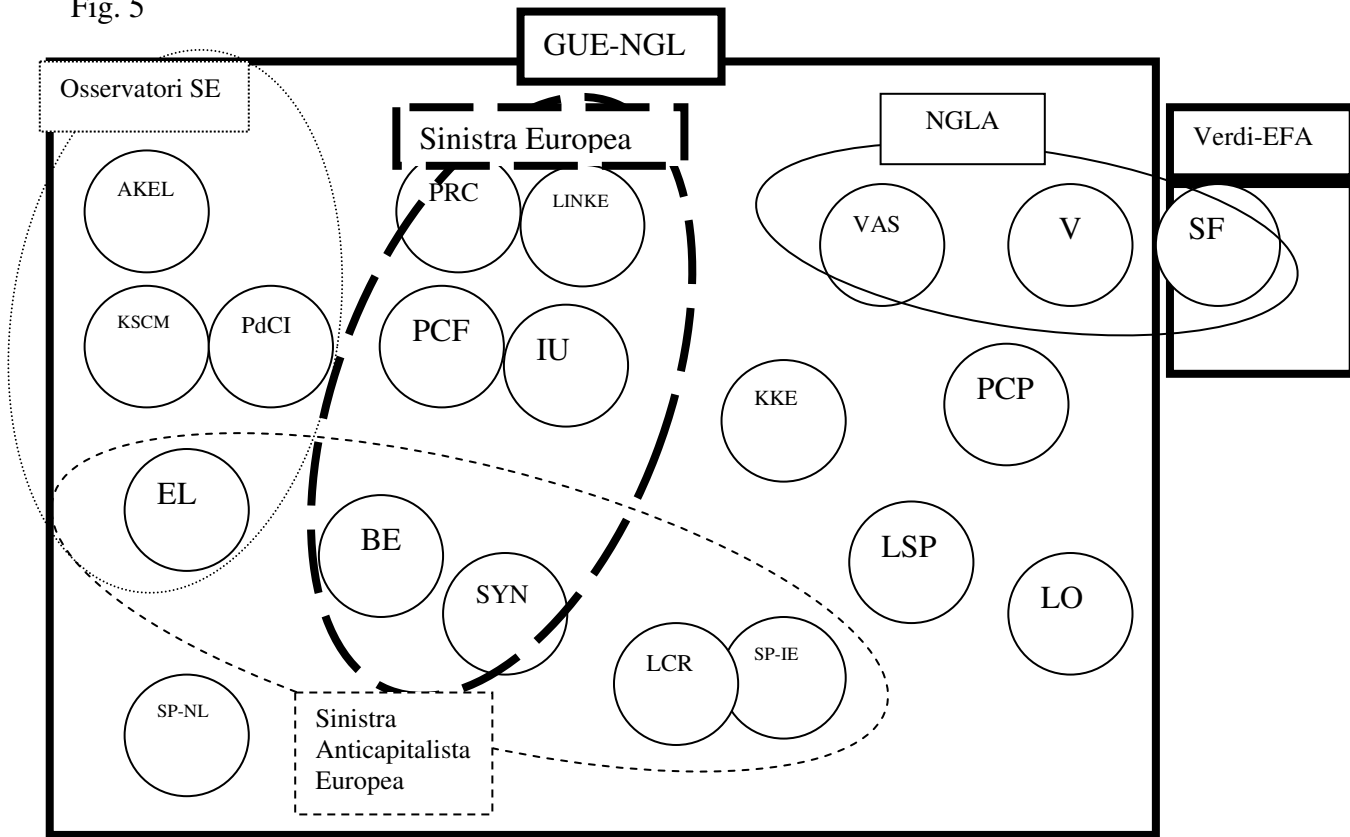 Fig. 5
GUE-NGL
Osservatori SE
Sinistra Europea
NGLA
Verdi-EFA
AKEL
PRC
LINKE
VAS
V
SF
KSCM
PdCI
PCF
IU
KKE
PCP
EL
BE
SYN
LSP
LO
LCR
SP-IE
SP-NL
Sinistra
Anticapitalista
Europea